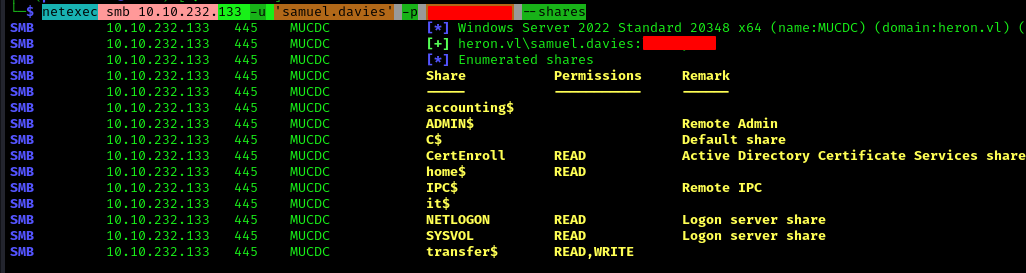 └─$ netexec smb 10.10.232.133 -u 'samuel.davies' -p --shares
SMB 10.10.232.133 445 MUCDC [*] Windows Server 2022 Standard 20348 x64 (name:MUCDC) (domain:heron.vl) (
SMB 10.10.232.133 445 MUCDC [+] heron.vl\samuel.davies:
SMB 10.10.232.133 445 MUCDC [*] Enumerated shares
SMB 10.10.232.133 445 MUCDC Share Permissions Remark
SMB 10.10.232.133 445 MUCDC ----- ----------- ------
SMB 10.10.232.133 445 MUCDC accounting$
SMB 10.10.232.133 445 MUCDC ADMIN$ Remote Admin
SMB 10.10.232.133 445 MUCDC C$ Default share
SMB 10.10.232.133 445 MUCDC CertEnroll READ Active Directory Certificate Services share
SMB 10.10.232.133 445 MUCDC home$ READ
SMB 10.10.232.133 445 MUCDC IPC$ Remote IPC
SMB 10.10.232.133 445 MUCDC it$
SMB 10.10.232.133 445 MUCDC NETLOGON READ Logon server share
SMB 10.10.232.133 445 MUCDC SYSVOL READ Logon server share
SMB 10.10.232.133 445 MUCDC transfer$ READ,WRITE